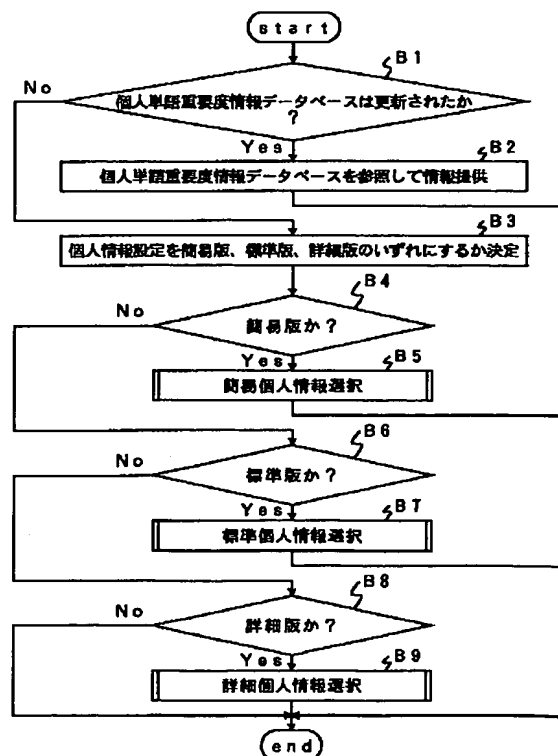 start
B1
No
個人単語重要度情報データベースは更新されたか
?
Yes
B2
個人単語重要度情報データベースを参照して情報提供
B3
個人情報設定を簡易版、標準版、詳細版のいずれにするか決定
B4
No
簡易版か?
Yes
B5
簡易個人情報選択
B6
No
標準版か?
Yes
B7
標準個人情報選択
B8
No
詳細版か?
Yes
B9
詳細個人情報選択
end